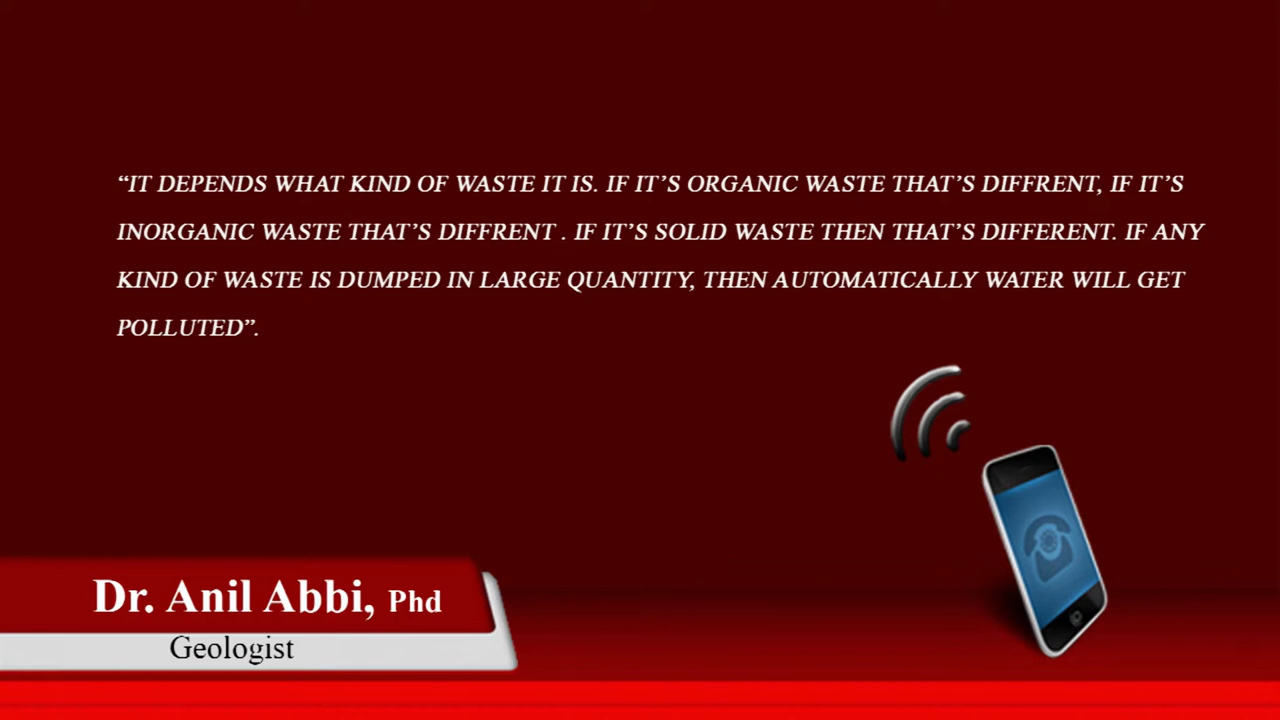 “IT DEPENDS WHAT KIND OF WASTE IT IS. IF IT’S ORGANIC WASTE THAT’S DIFFRENT, IF IT’S
INORGANIC WASTE THAT’S DIFFRENT . IF IT’S SOLID WASTE THEN THAT’S DIFFERENT. IF ANY
KIND OF WASTE IS DUMPED IN LARGE QUANTITY, THEN AUTOMATICALLY WATER WILL GET
POLLUTED”.
Dr. Anil Abbi, Phd
Geologist